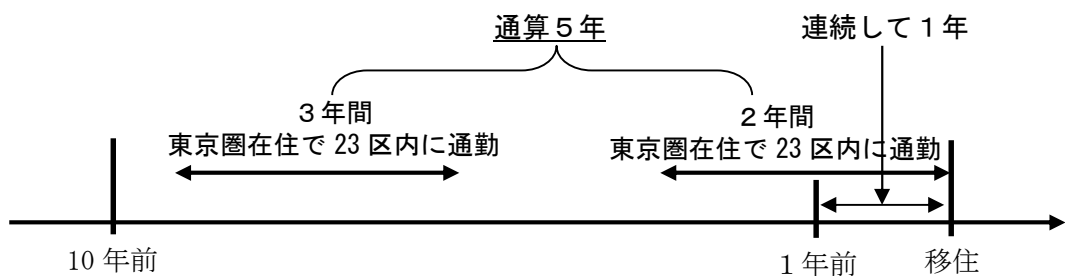 通算５年
連続して１年
３年間
東京圏在住で 23 区内に通勤
２年間
東京圏在住で 23 区内に通勤
10 年前
１年前
移住